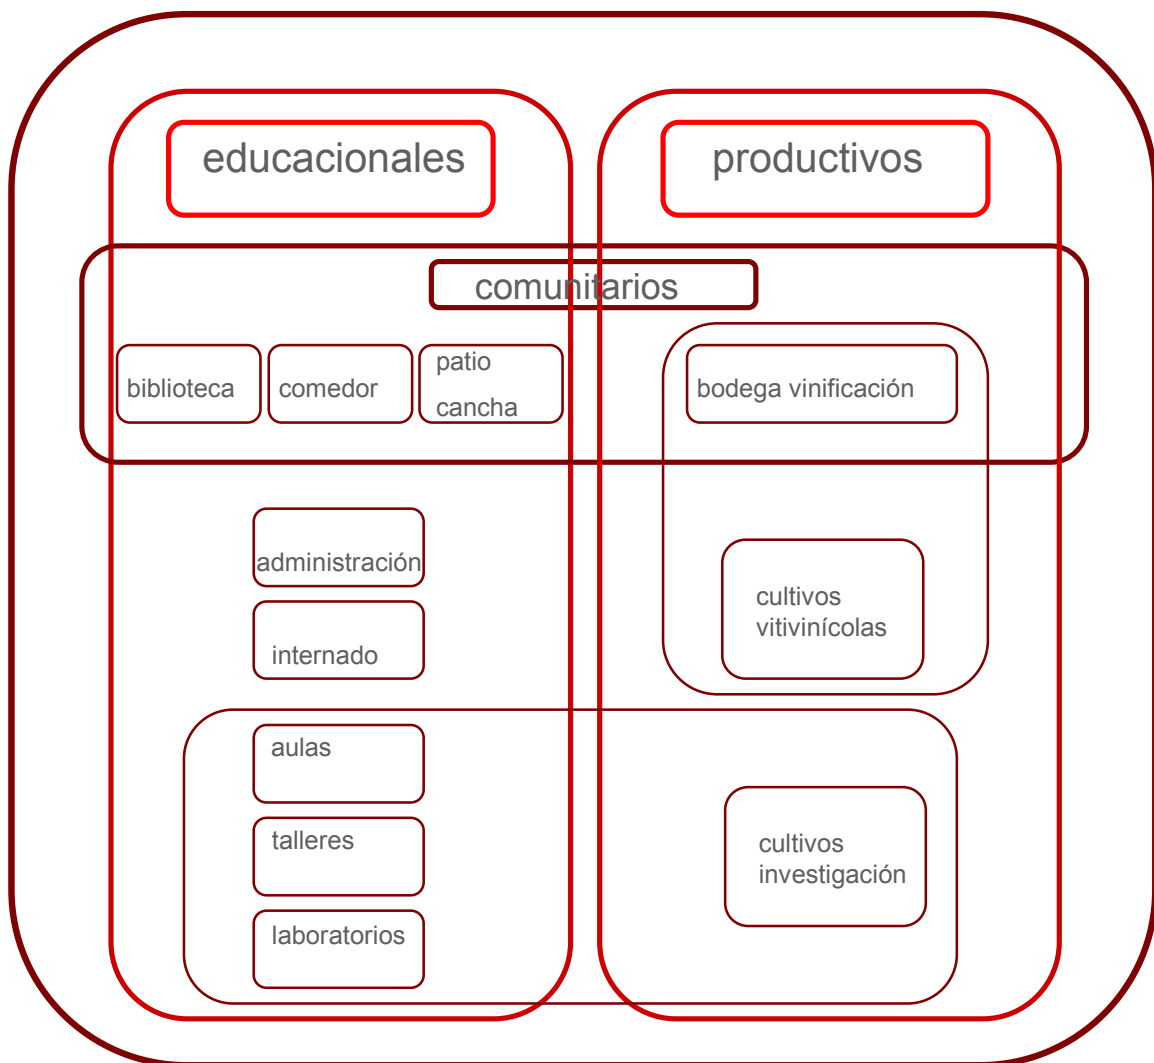 educacionales
productivos
comunitarios
biblioteca
comedor
patio
cancha
bodega vinificación
administración
internado
cultivos
vitivinícolas
aulas
talleres
laboratorios
cultivos
investigación